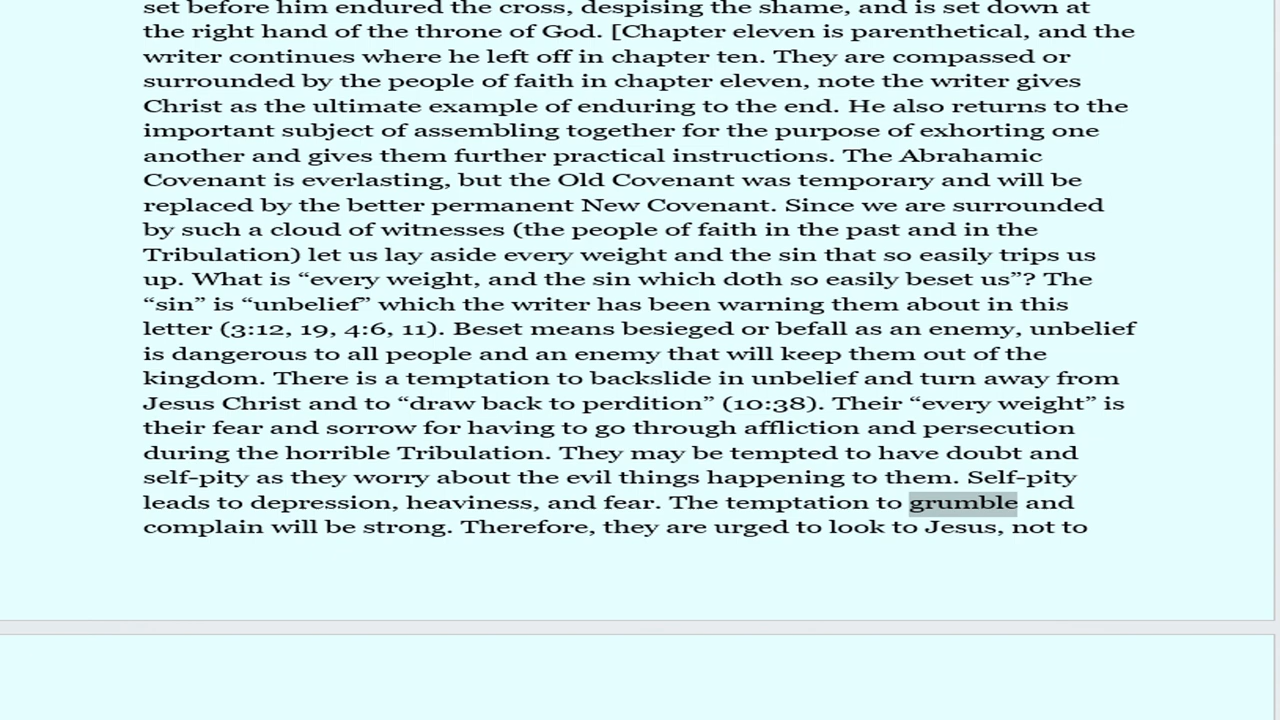 set before him endured the cross, despising the shame, and is set down at
the right hand of the throne of God. [Chapter eleven is parenthetical, and the
writer continues where he left off in chapter ten. They are compassed or
surrounded by the people of faith in chapter eleven, note the writer gives
Christ as the ultimate example of enduring to the end. He also returns to the
important subject of assembling together for the purpose of exhorting one
another and gives them further practical instructions. The Abrahamic
Covenant is everlasting, but the Old Covenant was temporary and will be
replaced by the better permanent New Covenant. Since we are surrounded
by such a cloud of witnesses (the people of faith in the past and in the
Tribulation) let us lay aside every weight and the sin that so easily trips us
up. What is “every weight, and the sin which doth so easily beset us”? The
“sin” is “unbelief” which the writer has been warning them about in this
letter (3:12, 19, 4:6, 11). Beset means besieged or befall as an enemy, unbelief
is dangerous to all people and an enemy that will keep them out of the
kingdom. There is a temptation to backslide in unbelief and turn away from
Jesus Christ and to “draw back to perdition” (10:38). Their “every weight” is
their fear and sorrow for having to go through affliction and persecution
during the horrible Tribulation. They may be tempted to have doubt and
self-pity as they worry about the evil things happening to them. Self-pity
leads to depression, heaviness, and fear. The temptation to grumble and
complain will be strong. Therefore, they are urged to look to Jesus, not to